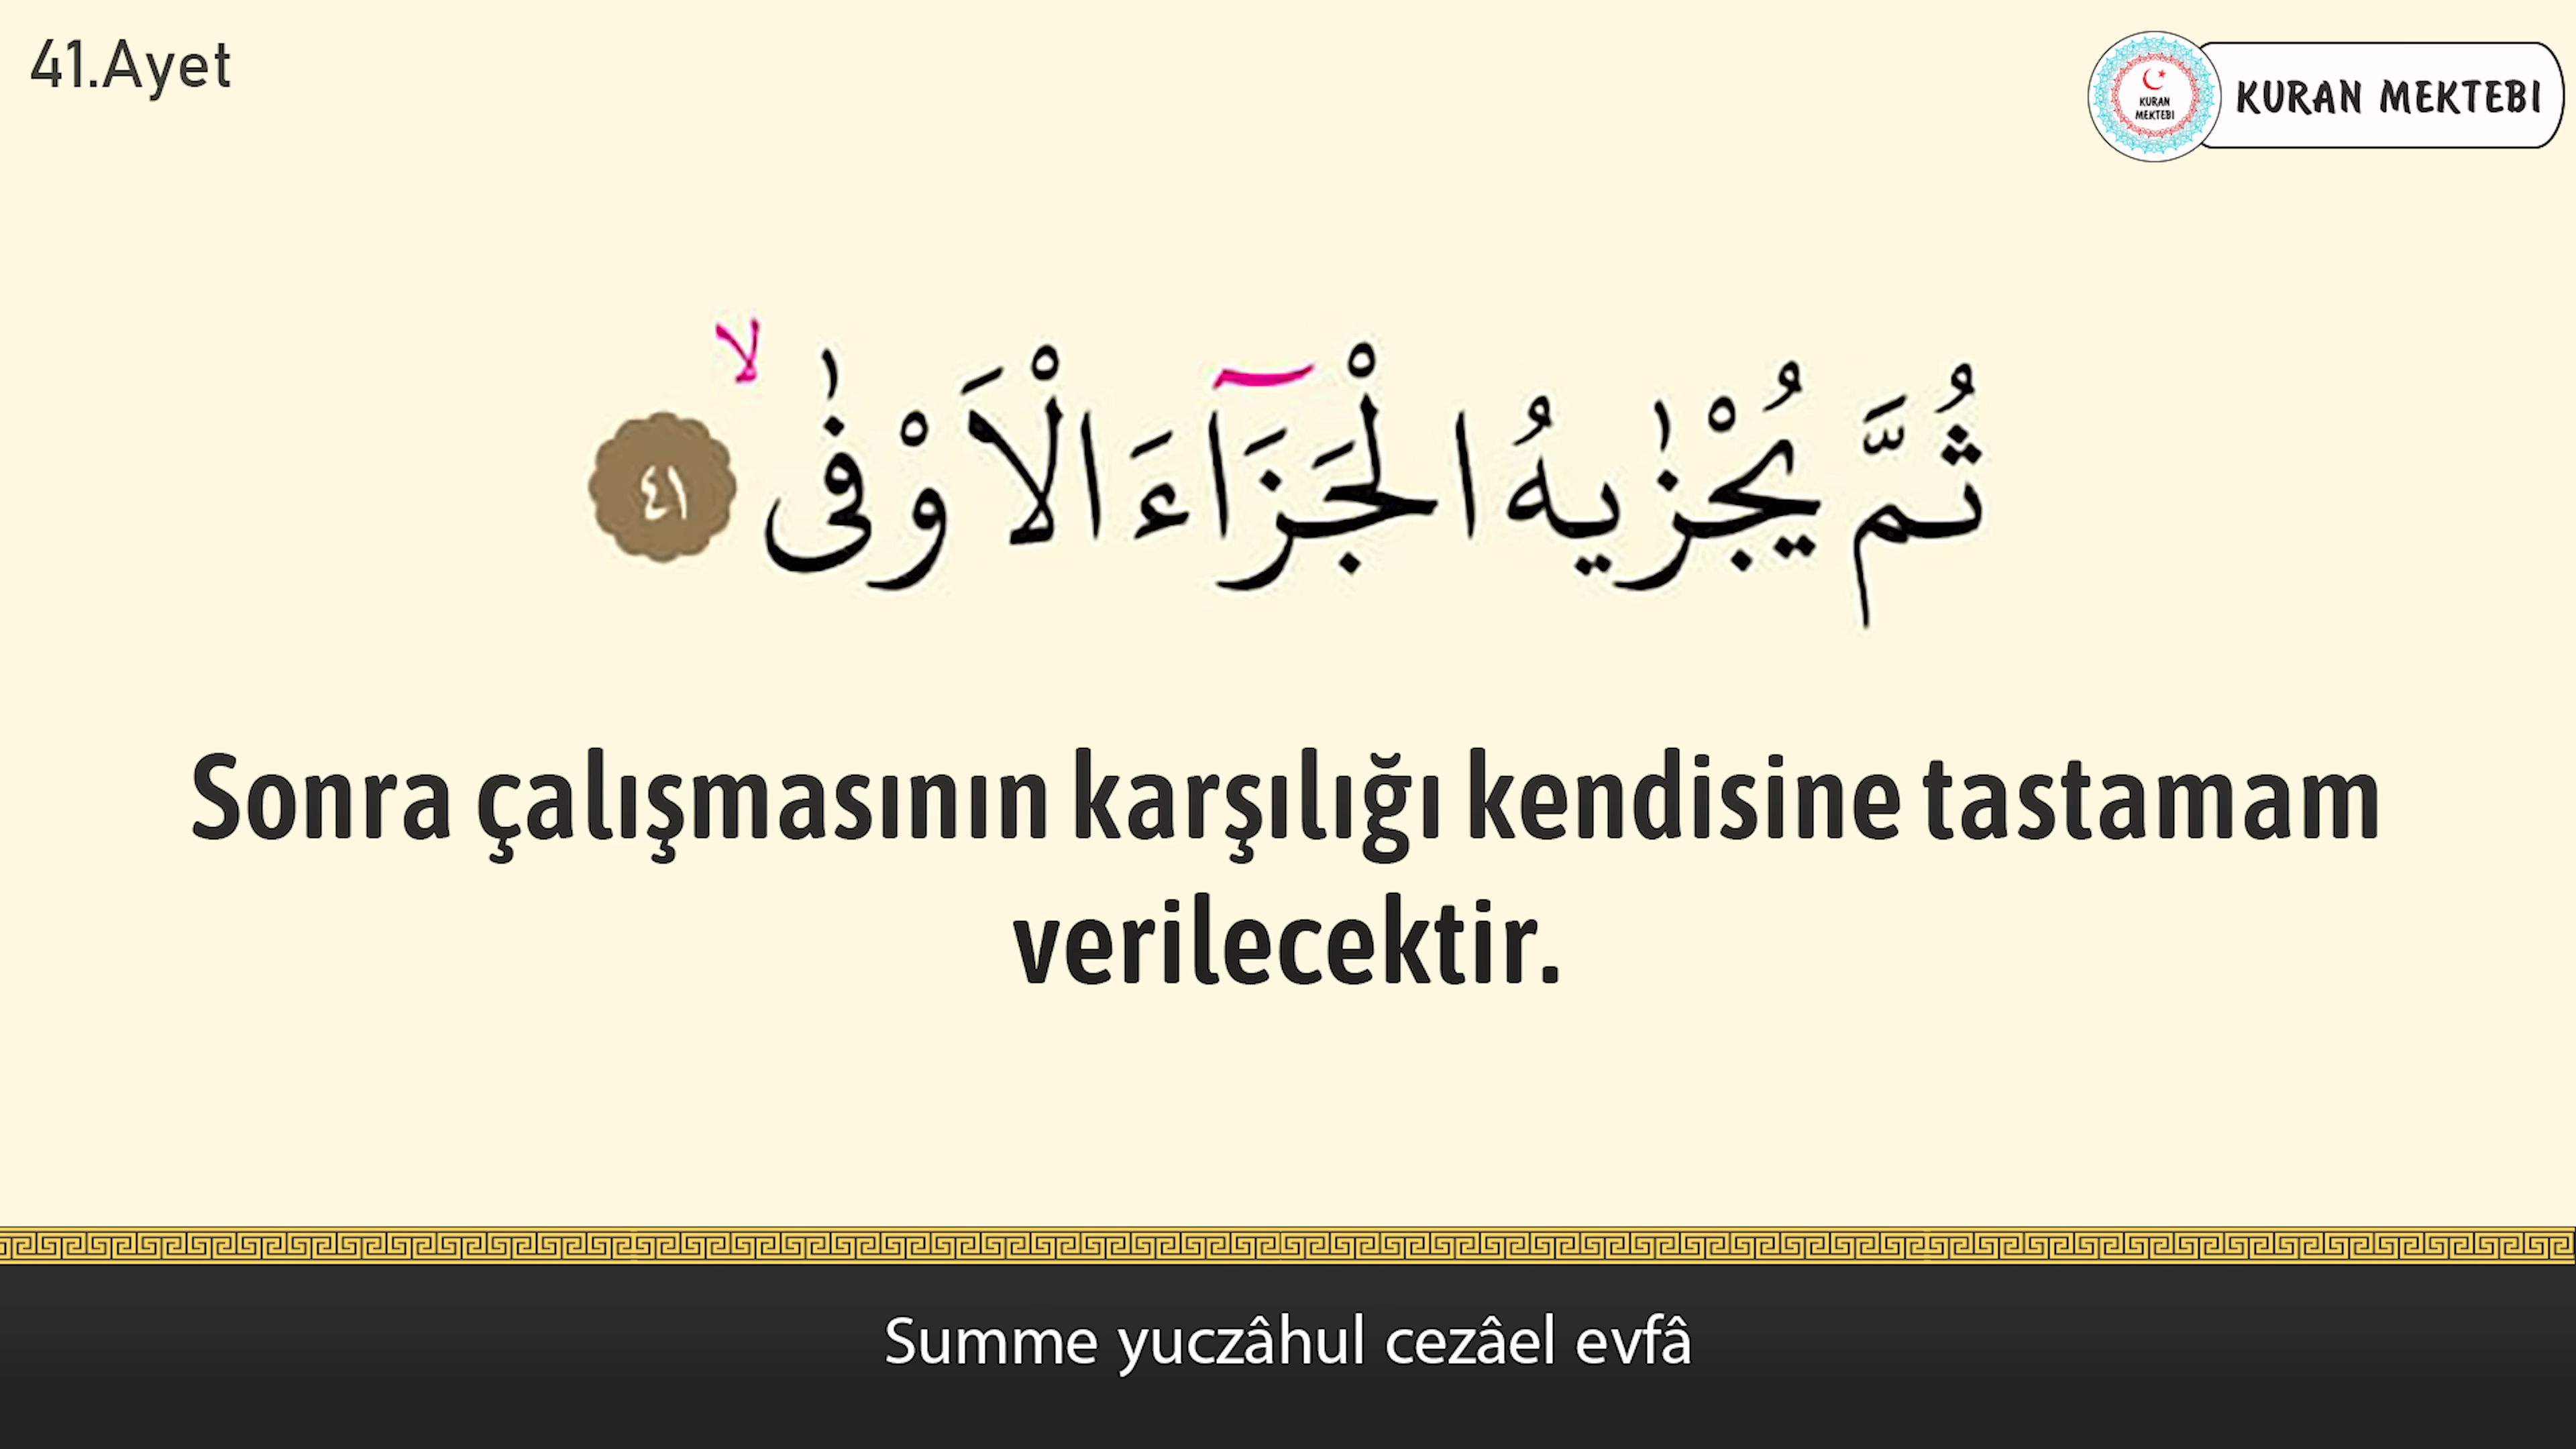 41.Ayet
KURAN
MEKTEBI
KURAN MEKTEBI
ثُمَّ يُجْزٰيهُ الْجَزَٓاءَ الْاَوْفٰىۙ ٤١
Sonra çalışmasının karşılığı kendisine tastamam
verilecektir.
Summe yuczâhul cezâel evfâ